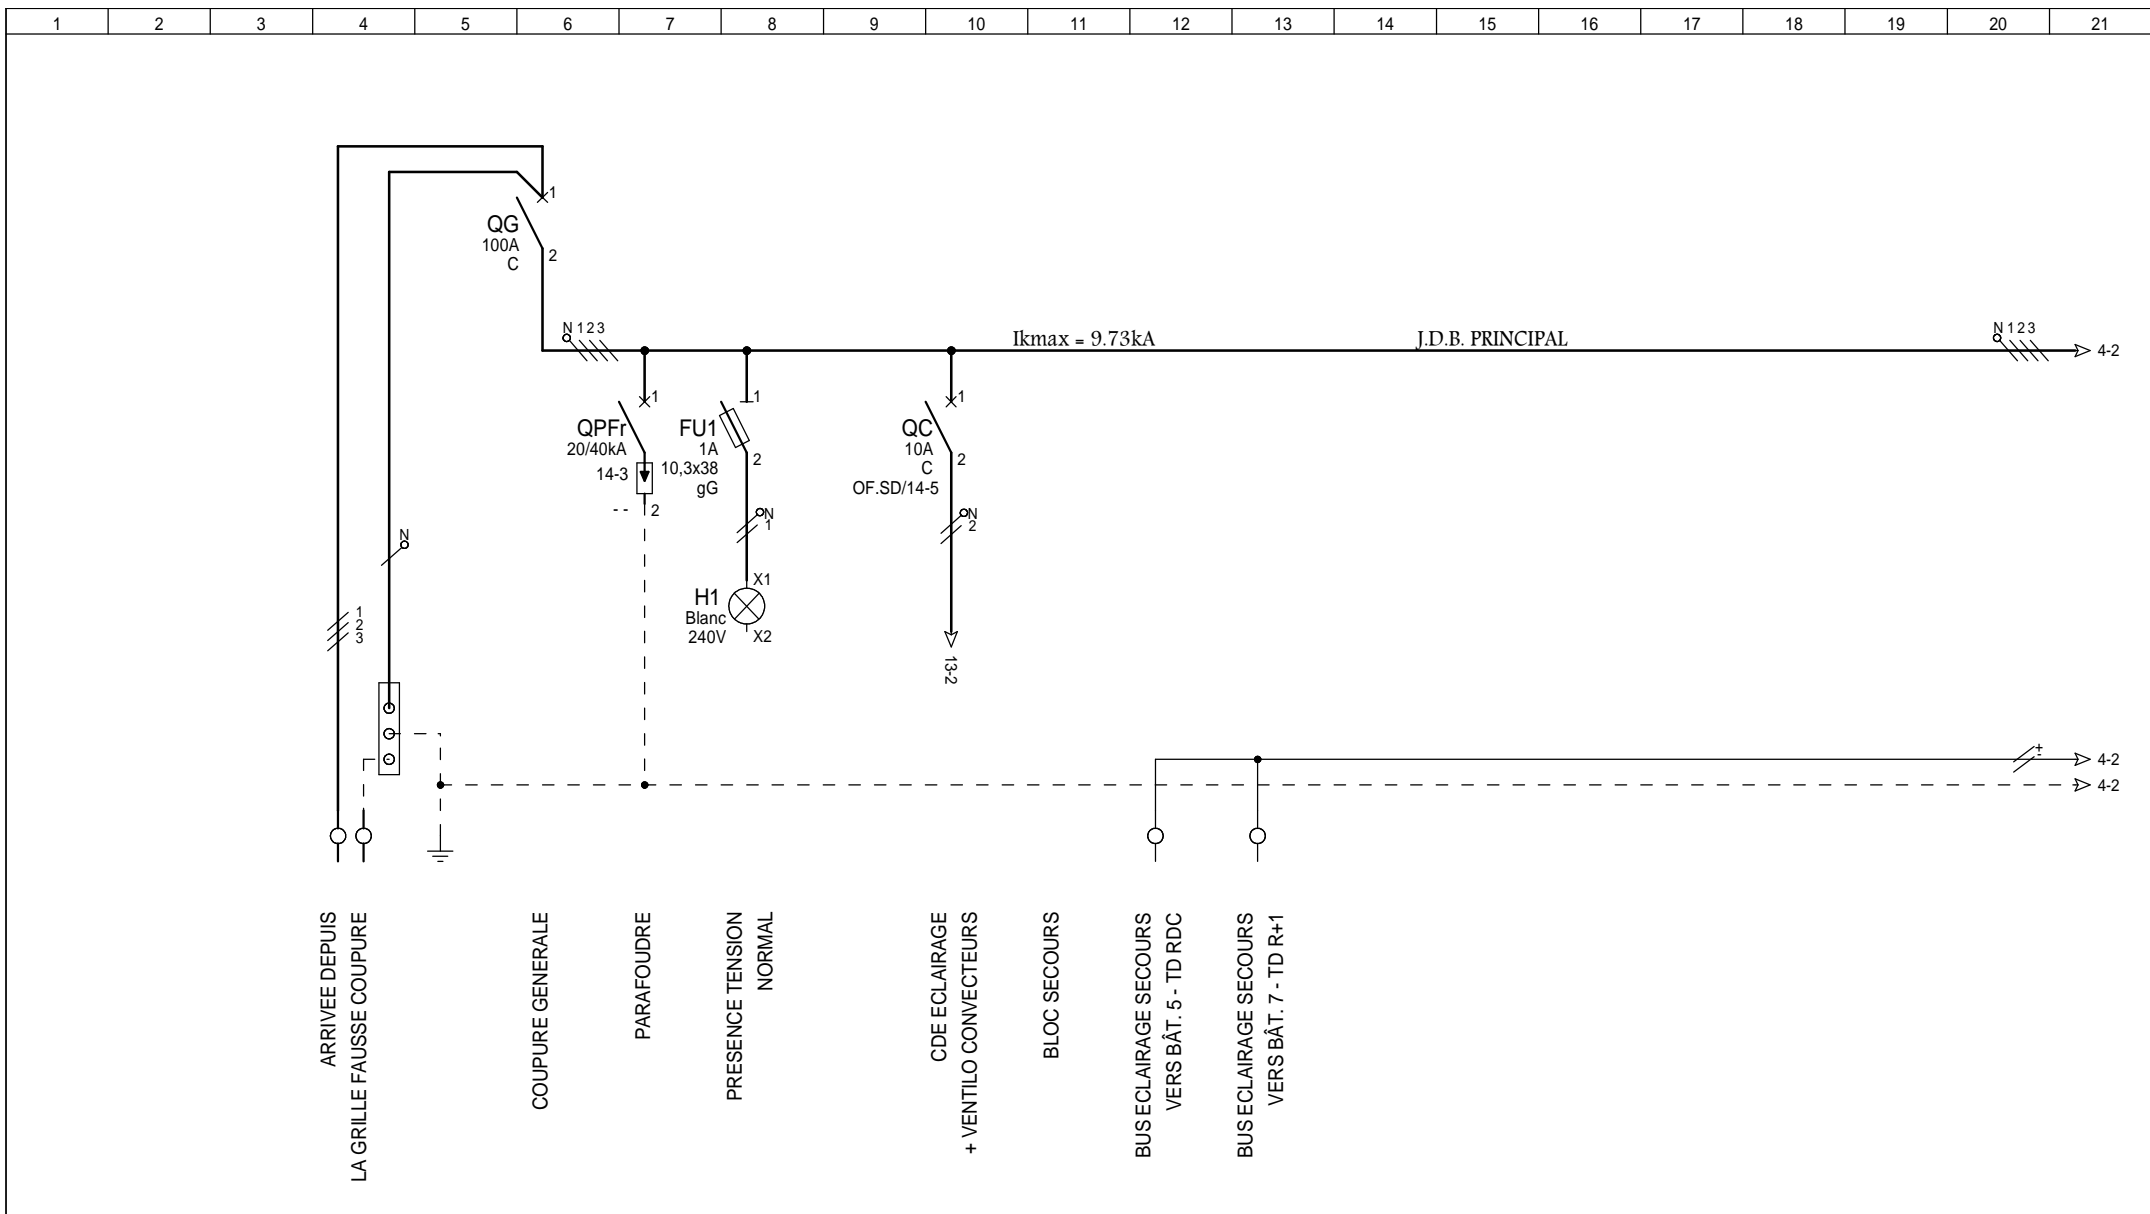 1 2 3 4 5 6 7 8 9 10 11 12 13 14 15 16 17 18 19 20 21
1
QG
100A
C
2
N 1 2 3
Ikmax = 9.73kA
J.D.B. PRINCIPAL
N 1 2 3
4-2
1
QPFr
20/40kA
14-3
- -
2
1
FU1
1A
10,3x38
gG
2
N
1
X1
H1
Blanc
240V
X2
1
QC
10A
C
OF.SD/14-5
2
N
2
13-2
N
1
2
3
+
-
4-2
4-2
ARRIVEE DEPUIS
LA GRILLE FAUSSE COUPURE
COUPURE GENERALE
PARAFOUDRE
PRESENCE TENSION
NORMAL
CDE ECLAIRAGE
+ VENTILO CONVECTEURS
BLOC SECOURS
BUS ECLAIRAGE SECOURS
VERS BÂT. 5 - TD RDC
BUS ECLAIRAGE SECOURS
VERS BÂT. 7 - TD R+1